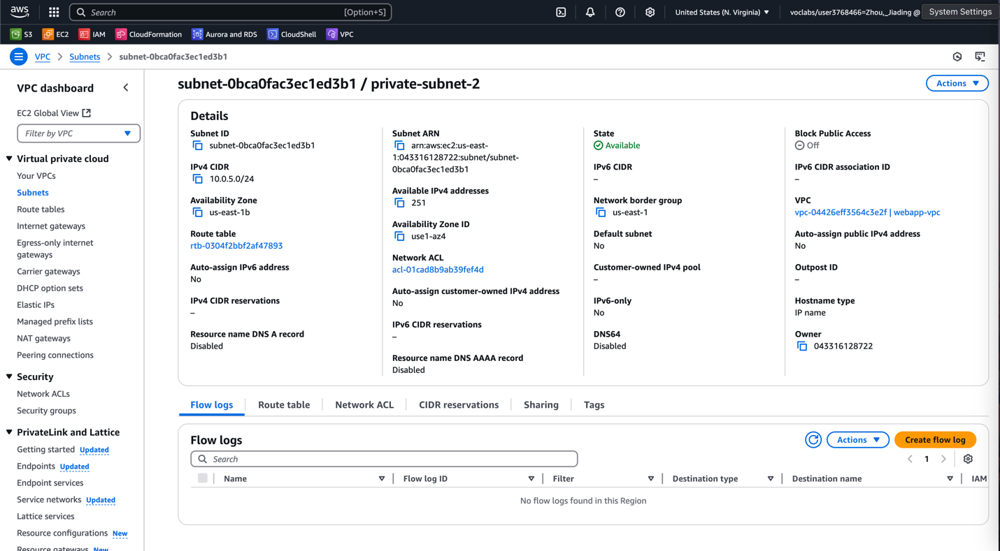 aws
Search
[Option+S]
United States (N. Virginia)
voclabs/user3768466=Zhou,_Jiading @
System Settings
S3
EC2
IAM
CloudFormation
Aurora and RDS
CloudShell
VPC
VPC
Subnets
subnet-0bca0fac3ec1ed3b1
VPC dashboard
EC2 Global View
Filter by VPC
Virtual private cloud
Your VPCs
Subnets
Route tables
Internet gateways
Egress-only internet
gateways
Carrier gateways
DHCP option sets
Elastic IPs
Managed prefix lists
NAT gateways
Peering connections
Security
Network ACLs
Security groups
PrivateLink and Lattice
Getting started Updated
Endpoints Updated
Endpoint services
Service networks Updated
Lattice services
Resource configurations New
Resource gateways New
subnet-0bca0fac3ec1ed3b1 / private-subnet-2
Actions
Details
Subnet ID
subnet-0bca0fac3ec1ed3b1
IPv4 CIDR
10.0.5.0/24
Availability Zone
us-east-1b
Route table
rtb-0304f2bbf2af47893
Auto-assign IPv6 address
No
IPv4 CIDR reservations
–
Resource name DNS A record
Disabled
Subnet ARN
arn:aws:ec2:us-east-
1:043316128722:subnet/subnet-
0bca0fac3ec1ed3b1
Available IPv4 addresses
251
Availability Zone ID
use1-az4
Network ACL
acl-01cad8b9ab39fef4d
Auto-assign customer-owned IPv4 address
No
IPv6 CIDR reservations
–
Resource name DNS AAAA record
Disabled
State
Available
IPv6 CIDR
–
Network border group
us-east-1
Default subnet
No
Customer-owned IPv4 pool
–
IPv6-only
No
DNS64
Disabled
Block Public Access
Off
IPv6 CIDR association ID
–
VPC
vpc-04426eff3564c3e2f | webapp-vpc
Auto-assign public IPv4 address
No
Outpost ID
–
Hostname type
IP name
Owner
043316128722
Flow logs
Route table
Network ACL
CIDR reservations
Sharing
Tags
Flow logs
Actions
Create flow log
Search
1
Name
Flow log ID
Filter
Destination type
Destination name
IAM
No flow logs found in this Region